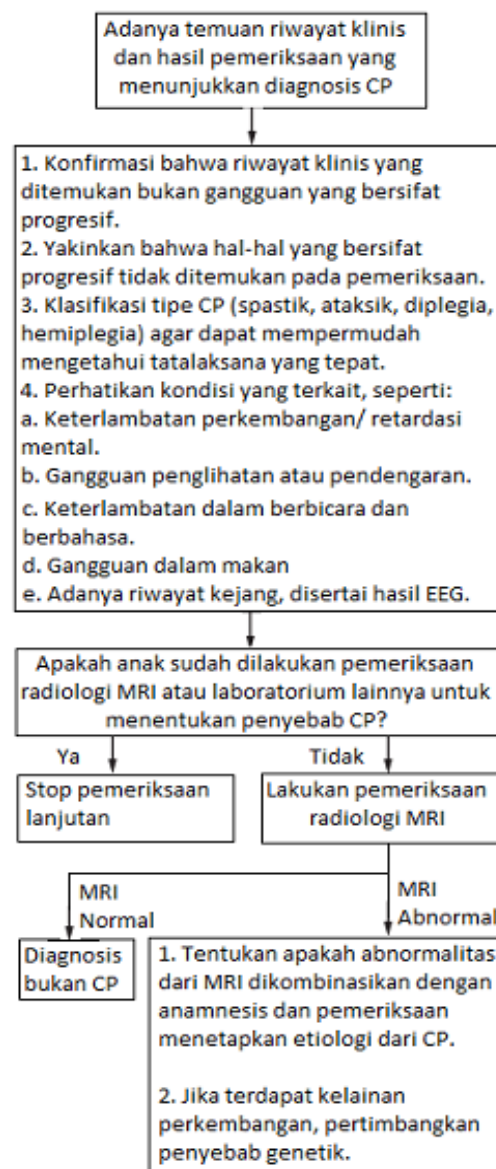 Adanya temuan riwayat klinis
dan hasil pemeriksaan yang
menunjukkan diagnosis CP
1. Konfirmasi bahwa riwayat klinis yang
ditemukan bukan gangguan yang bersifat
progresif.
2. Yakinkan bahwa hal-hal yang bersifat
progresif tidak ditemukan pada pemeriksaan.
3. Klasifikasi tipe CP (spastik, ataksik, diplegia,
hemiplegia) agar dapat mempermudah
mengetahui tatalaksana yang tepat.
4. Perhatikan kondisi yang terkait, seperti:
a. Keterlambatan perkembangan/ retardasi
mental.
b. Gangguan penglihatan atau pendengaran.
c. Keterlambatan dalam berbicara dan
berbahasa.
d. Gangguan dalam makan
e. Adanya riwayat kejang, disertai hasil EEG.
Apakah anak sudah dilakukan pemeriksaan
radiologi MRI atau laboratorium lainnya untuk
menentukan penyebab CP?
Ya
Tidak
Stop pemeriksaan
lanjutan
Lakukan pemeriksaan
radiologi MRI
MRI
Normal
MRI
Abnormal
Diagnosis
bukan CP
1. Tentukan apakah abnormalitas
dari MRI dikombinasikan dengan
anamnesis dan pemeriksaan
menetapkan etiologi dari CP.
2. Jika terdapat kelainan
perkembangan, pertimbangkan
penyebab genetik.